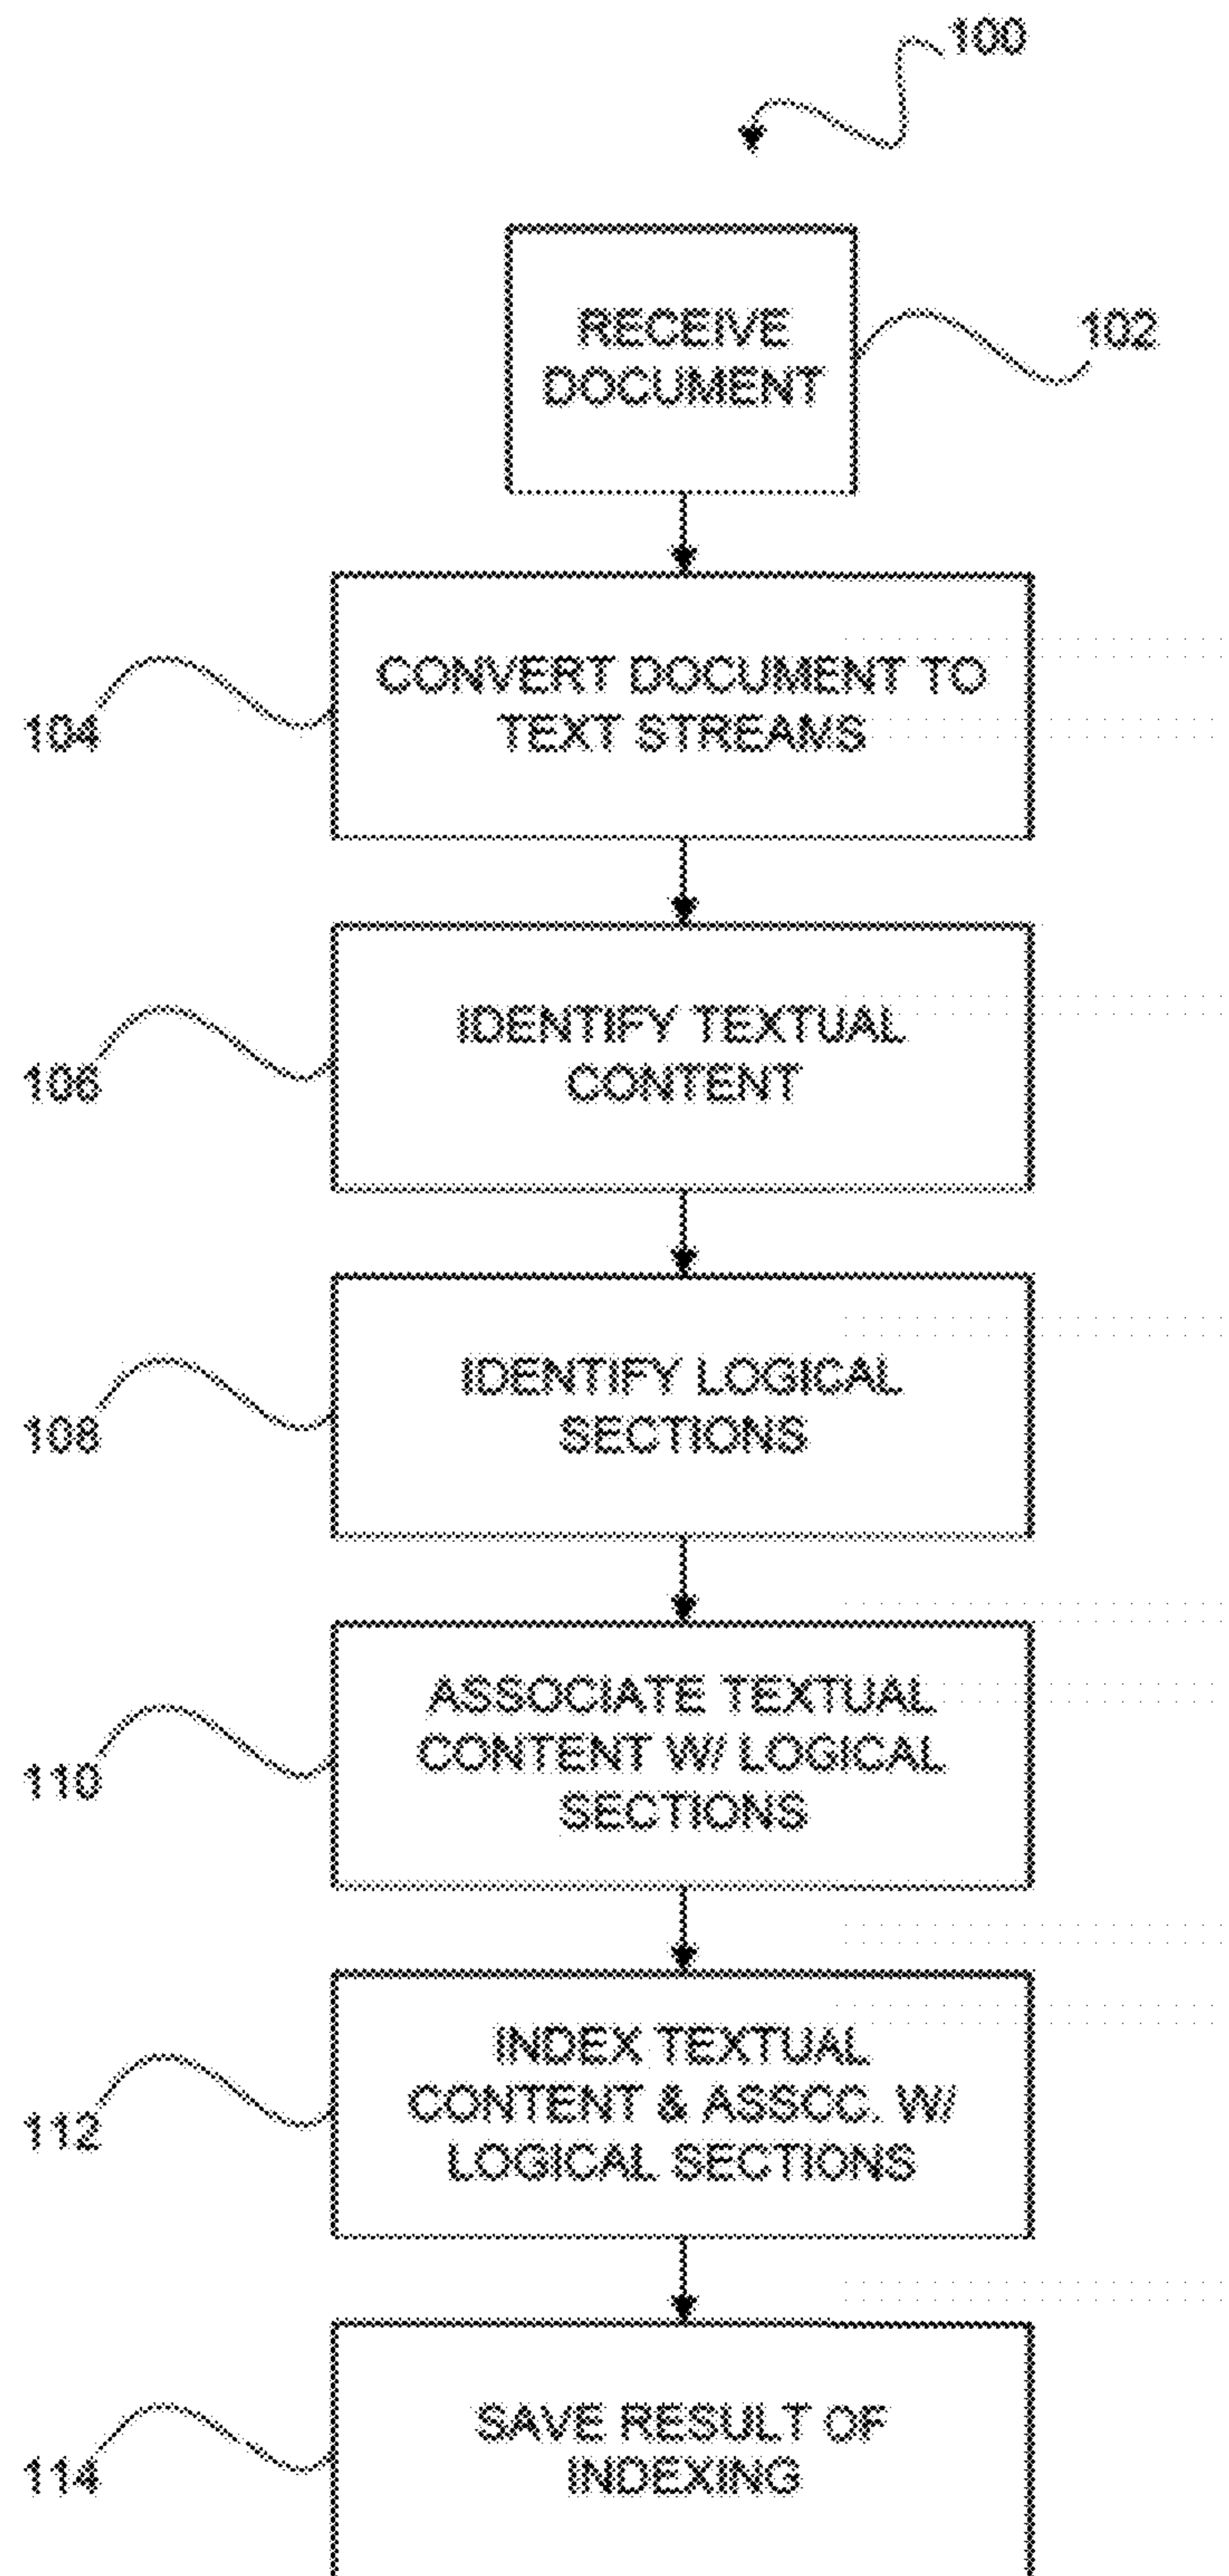 100
RECEIVE
DOCUMENT
102
CONVERT DOCUMENT TO
TEXT STREAMS
104
IDENTIFY TEXTUAL
CONTENT
106
IDENTIFY LOGICAL
SECTIONS
108
ASSOCIATE TEXTUAL
CONTENT W/ LOGICAL
SECTIONS
110
INDEX TEXTUAL
CONTENT & ASSCC. W/
LOGICAL SECTIONS
112
SAVE RESULT OF
INDEXING
114